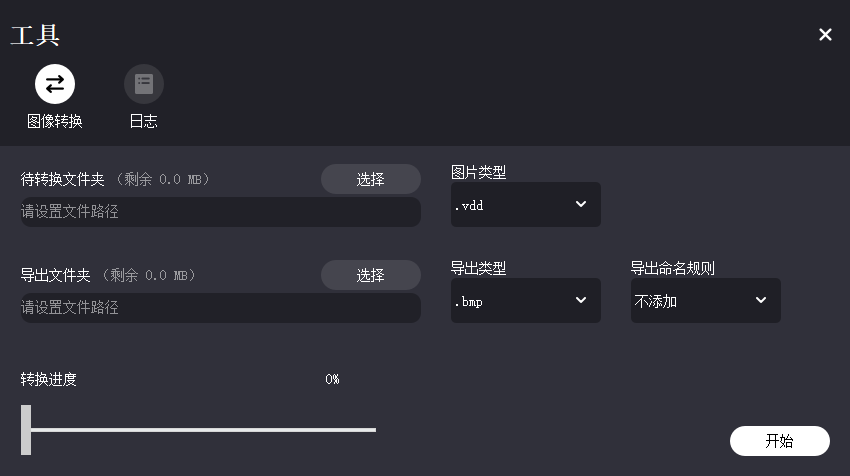 工具
图像转换
日志
待转换文件夹 （剩余 0.0 MB）
选择
请设置文件路径
图片类型
.vdd
导出文件夹 （剩余 0.0 MB）
选择
请设置文件路径
导出类型
.bmp
导出命名规则
不添加
转换进度
0%
开始